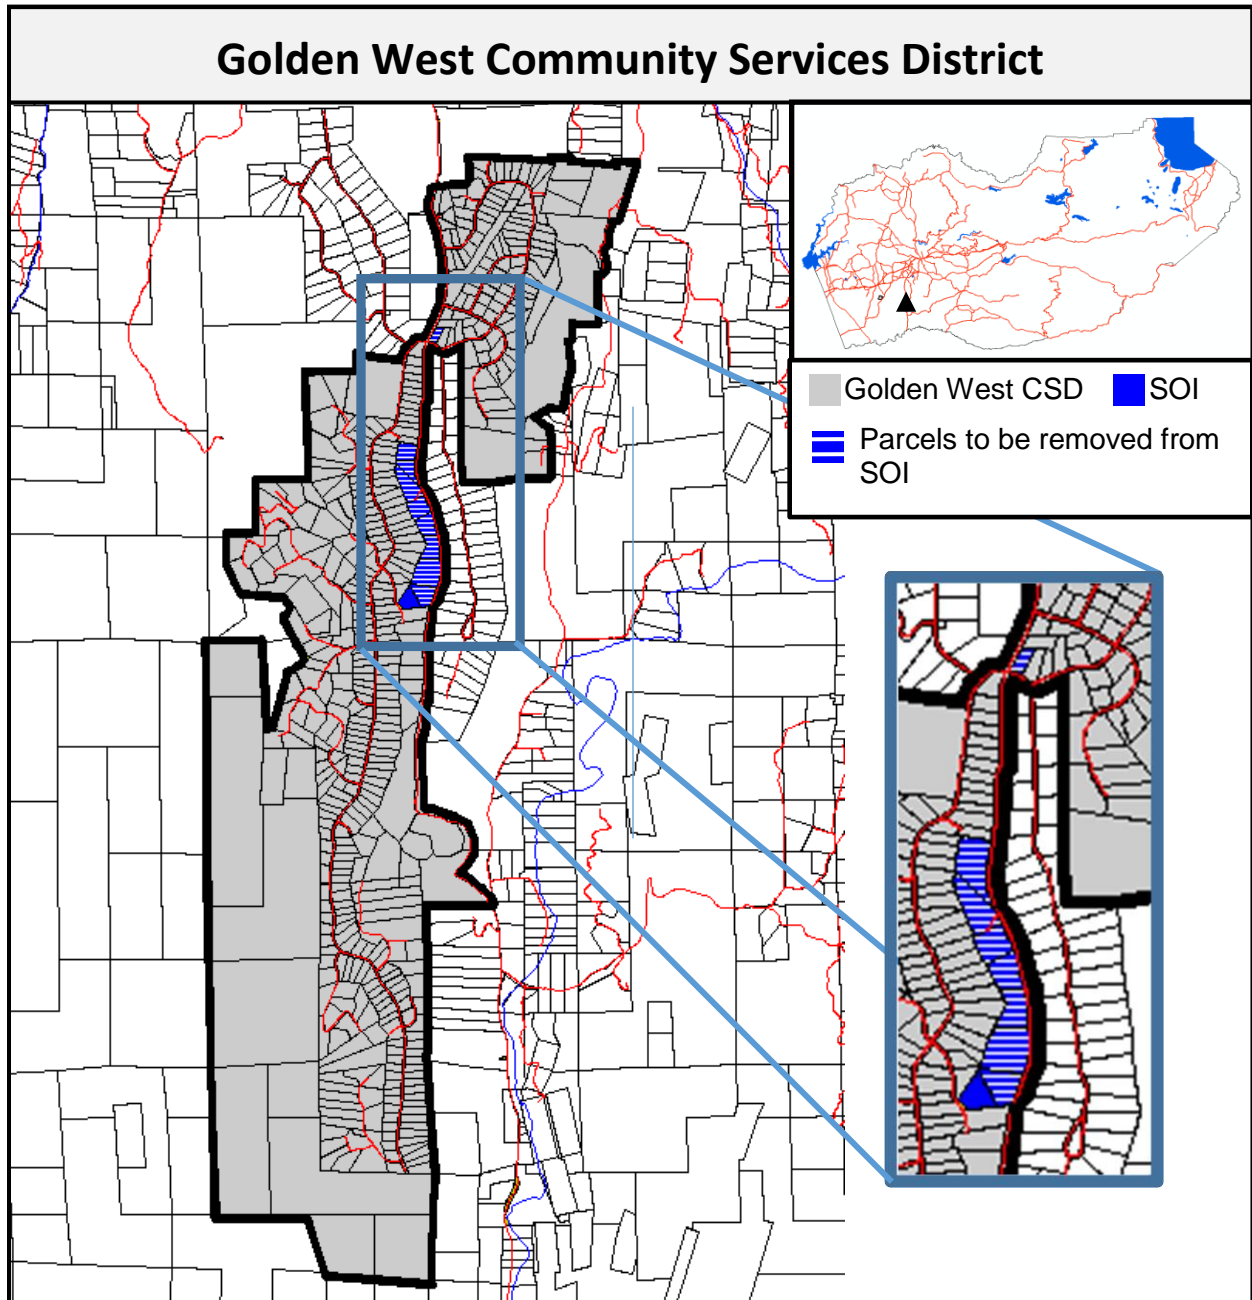 Golden West Community Services District
Golden West CSD
SOI
Parcels to be removed from
SOI